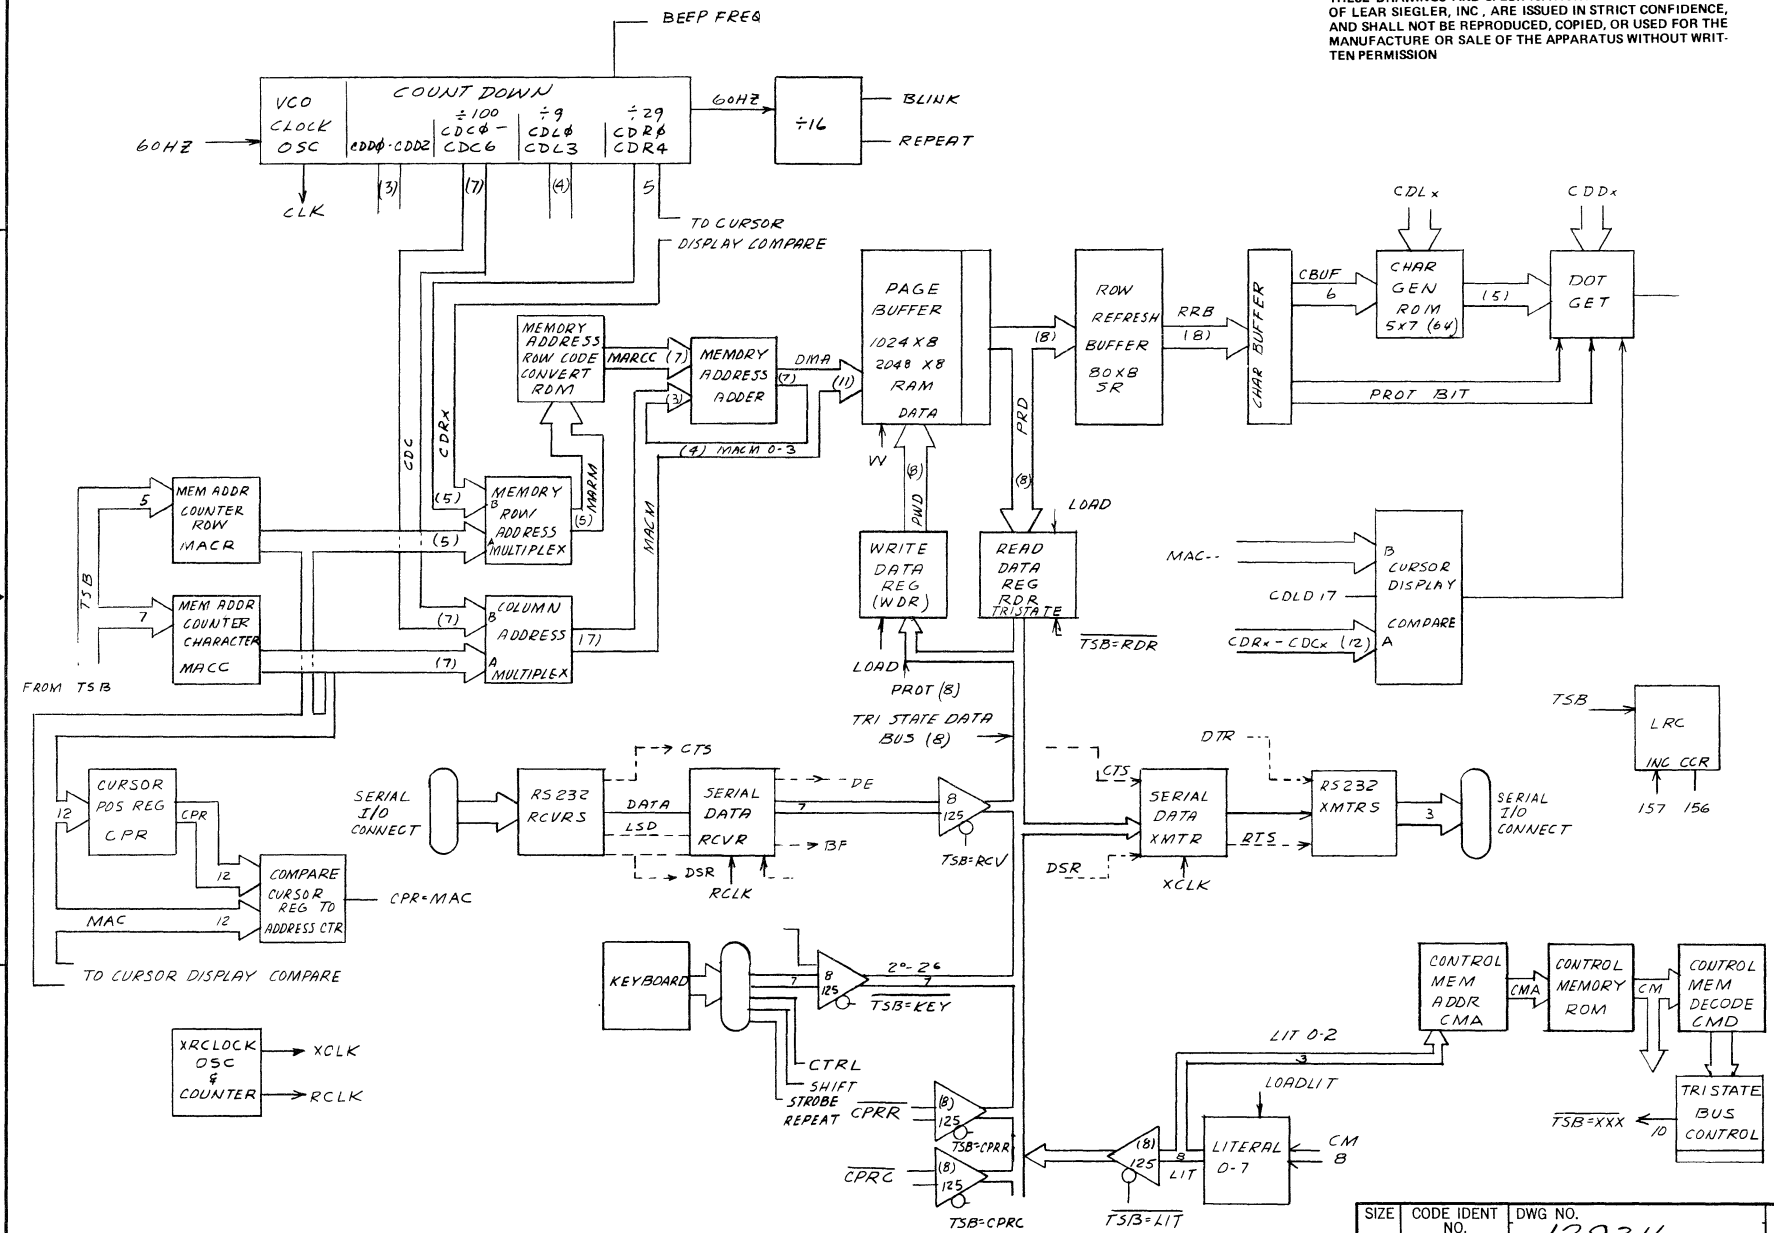 OF LEAR SIEGLER, INC., ARE ISSUED IN STRICT CONFIDENCE,
AND SHALL NOT BE REPRODUCED, COPIED, OR USED FOR THE
MANUFACTURE OR SALE OF THE APPARATUS WITHOUT WRIT-
TEN PERMISSION
BEEP FREQ
60HZ
VCO
CLOCK
OSC
COUNT DOWN
CDDØ-CDD2
÷100
CDCØ-
CDC6
÷9
CDLØ
CDL3
÷29
CDRØ
CDR4
60HZ
÷16
BLINK
REPEAT
CLK
(3)
(7)
(4)
5
TO CURSOR
DISPLAY COMPARE
CDC
CDRX
MEMORY
ADDRESS
ROW CODE
CONVERT
ROM
MARCC (7)
(3)
MEMORY
ADDRESS
ADDER
DMA
(7)
(11)
(4) MACM 0-3
PAGE
BUFFER
1024 X 8
2048 X 8
RAM
DATA
W
(8)
PWD
(8)
PRD
(8)
ROW
REFRESH
BUFFER
80X8
SR
RRB
(8)
CHAR BUFFER
CBUF
6
CDLX
CHAR
GEN
ROM
5X7 (64)
(5)
CDDX
DOT
GET
PROT BIT
TSB
FROM TSB
5
MEM ADDR
COUNTER
ROW
MACR
7
MEM ADDR
COUNTER
CHARACTER
MACC
(5)
(5)
B MEMORY
ROW
ADDRESS
A MULTIPLEX
(5)
MARM
(7)
(7)
B COLUMN
ADDRESS
A MULTIPLEX
(7)
MACM
WRITE
DATA
REG
(WDR)
LOAD
PROT (8)
READ
DATA
REG
RDR
TRISTATE
LOAD
TSB=RDR
TRI STATE DATA
BUS (8)
MAC--
CDLD 17
CDRX-CDCX (12)
B
CURSOR
DISPLAY
COMPARE
A
TSB
LRC
INC CCR
157
156
12
CURSOR
POS REG
CPR
CPR
12
COMPARE
CURSOR
REG TO
ADDRESS CTR
MAC
12
CPR=MAC
TO CURSOR DISPLAY COMPARE
SERIAL
I/O
CONNECT
RS232
RCVRS
CTS
DATA
LSD
DSR
SERIAL
DATA
RCVR
RCLK
DE
7
BF
8
125
TSB=RCV
CTS
DSR
SERIAL
DATA
XMTR
XCLK
DTR
RTS
RS232
XMTRS
3
SERIAL
I/O
CONNECT
XRCLOCK
OSC
&
COUNTER
XCLK
RCLK
KEYBOARD
7
8
125
2⁰-2⁶
7
TSB=KEY
CTRL
SHIFT
STROBE
REPEAT
CPRR
(8)
125
TSB=CPRR
CPRC
(8)
125
TSB=CPRC
(8)
125
TSB=LIT
8
LIT
LIT 0-2
3
LOADLIT
LITERAL
0-7
CM
8
CONTROL
MEM
ADDR
CMA
CMA
CONTROL
MEMORY
ROM
CM
CONTROL
MEM
DECODE
CMD
TRISTATE
BUS
CONTROL
TSB=XXX
10
SIZE
CODE IDENT
NO.
DWG NO.